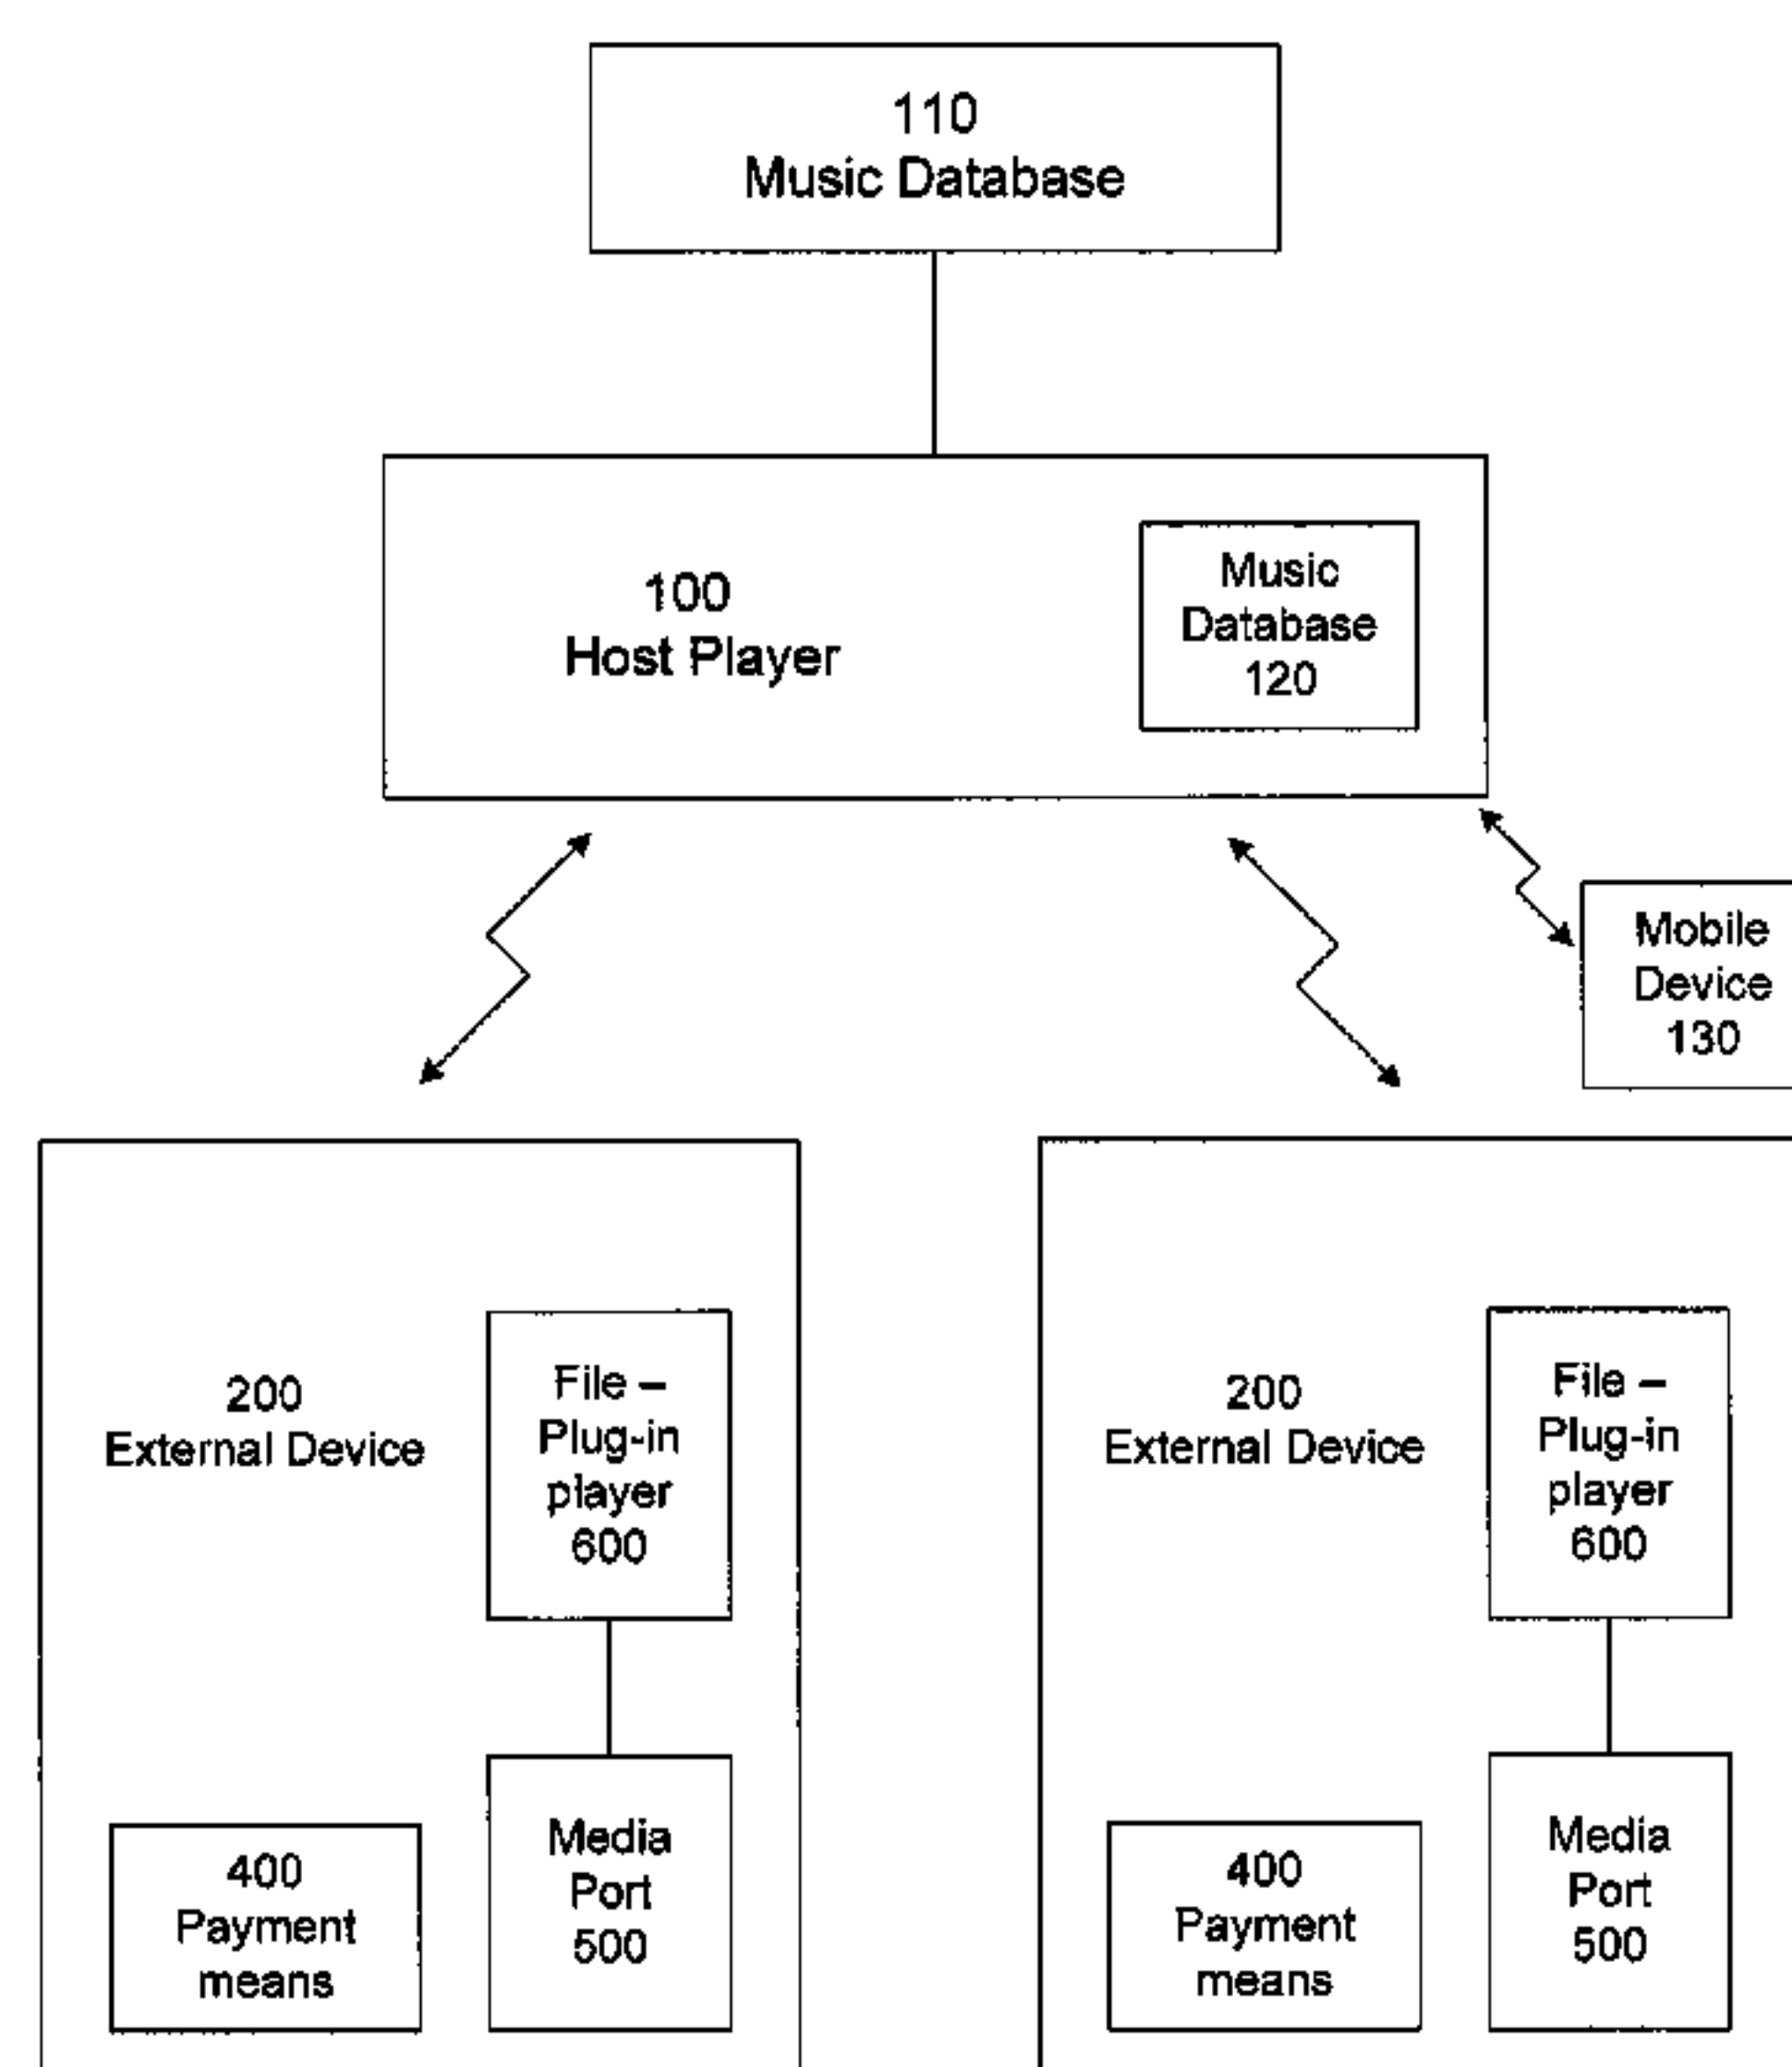 110
Music Database
100
Host Player
Music
Database
120
Mobile
Device
130
200
External Device
File –
Plug-in
player
600
400
Payment
means
Media
Port
500
200
External Device
File –
Plug-in
player
600
400
Payment
means
Media
Port
500